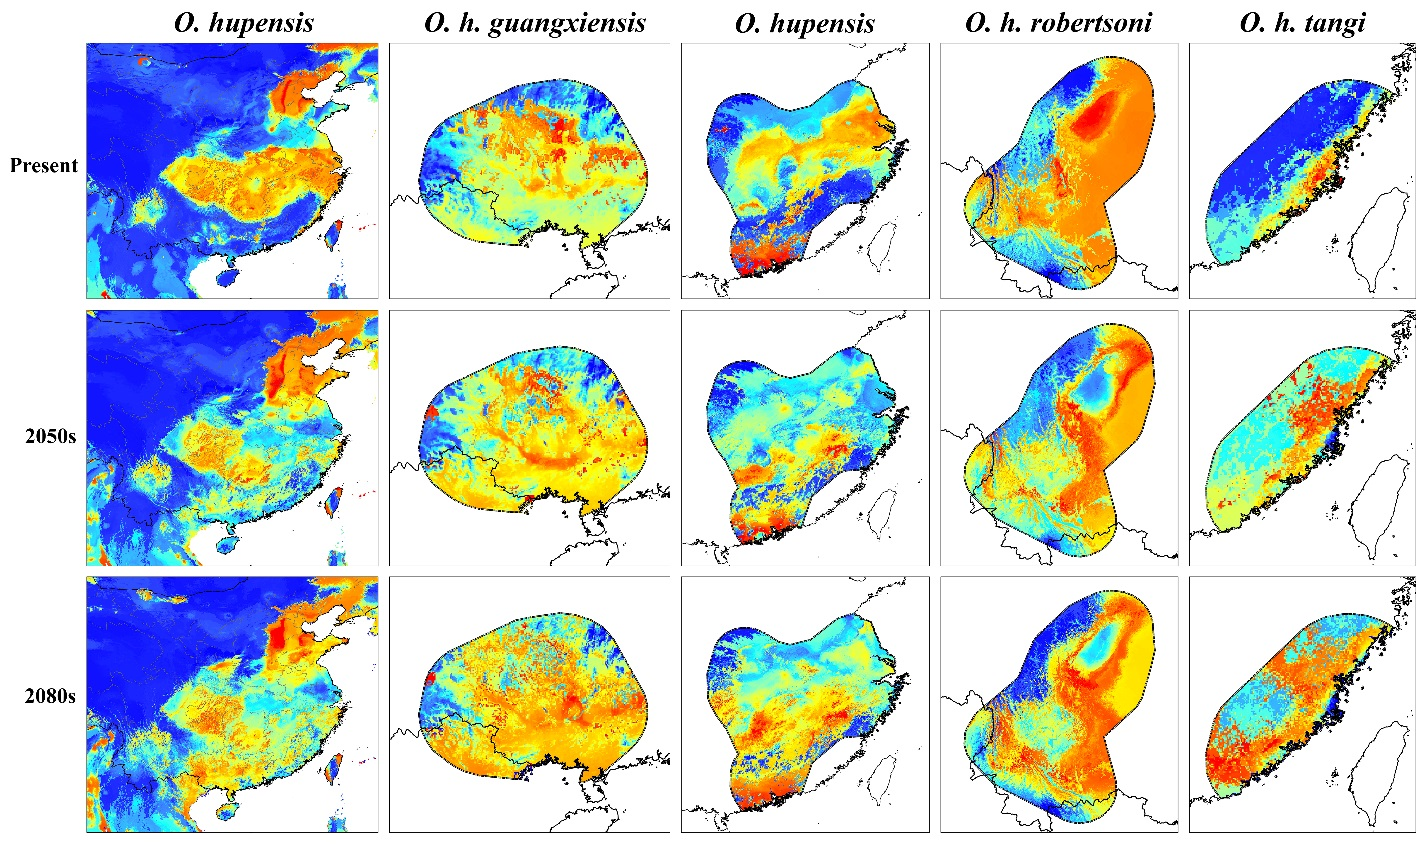 O. hupensis O. h. guangxiensis O. hupensis O. h. robertsoni O. h. tangi
Present
2050s
2080s